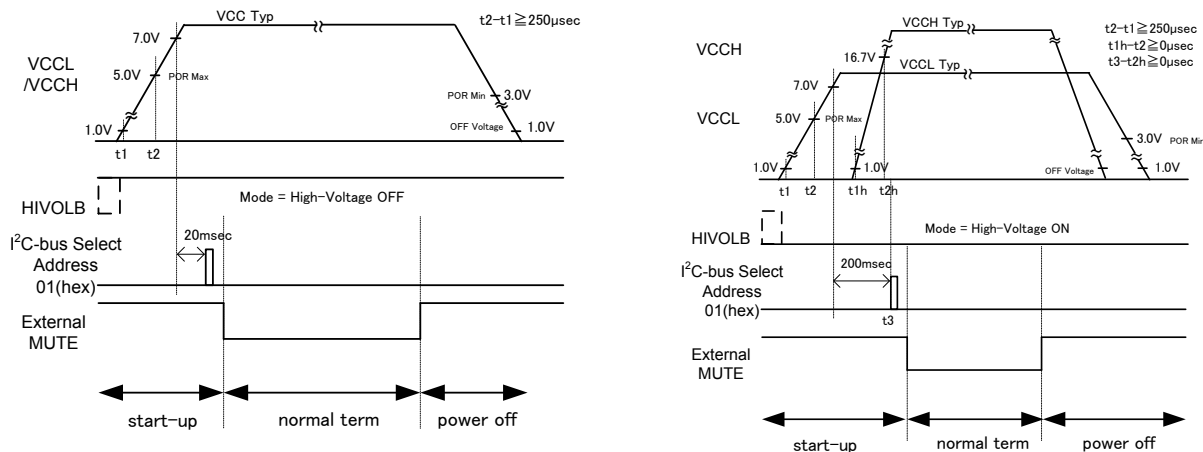 t2-t1≧250μsec
VCC Typ
7.0V
VCCL
/VCCH
5.0V
POR Max
POR Min
3.0V
1.0V
OFF Voltage
1.0V
t1
t2
HIVOLB
Mode = High-Voltage OFF
20msec
I²C-bus Select
Address
01(hex)
External
MUTE
start-up
normal term
power off
VCCH Typ
t2-t1≧250μsec
t1h-t2≧0μsec
t3-t2h≧0μsec
VCCH
16.7V
VCCL Typ
7.0V
VCCL
5.0V
POR Max
3.0V
POR Min
1.0V
1.0V
OFF Voltage
1.0V
t1
t2
t1h
t2h
HIVOLB
Mode = High-Voltage ON
200msec
I²C-bus Select
Address
01(hex)
t3
External
MUTE
start-up
normal term
power off